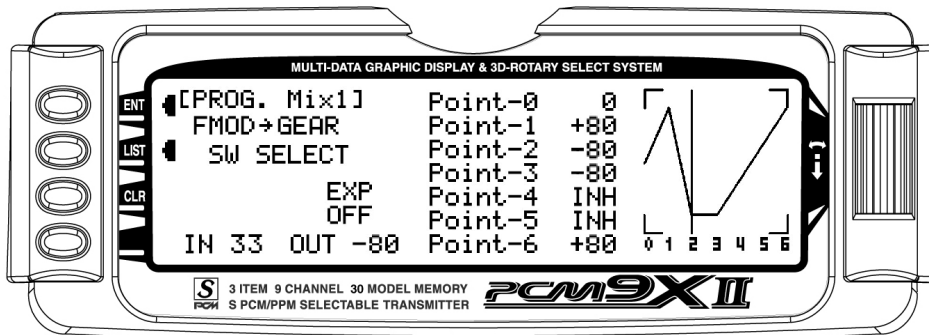 MULTI-DATA GRAPHIC DISPLAY & 3D-ROTARY SELECT SYSTEM
ENT
LIST
CLR
[PROG. Mix1]
FMOD→GEAR
SW SELECT
EXP
OFF
IN 33 OUT -80
Point-0 0
Point-1 +80
Point-2 -80
Point-3 -80
Point-4 INH
Point-5 INH
Point-6 +80
0 1 2 3 4 5 6
S PCM
3 ITEM 9 CHANNEL 30 MODEL MEMORY
S PCM/PPM SELECTABLE TRANSMITTER
PCM9X II